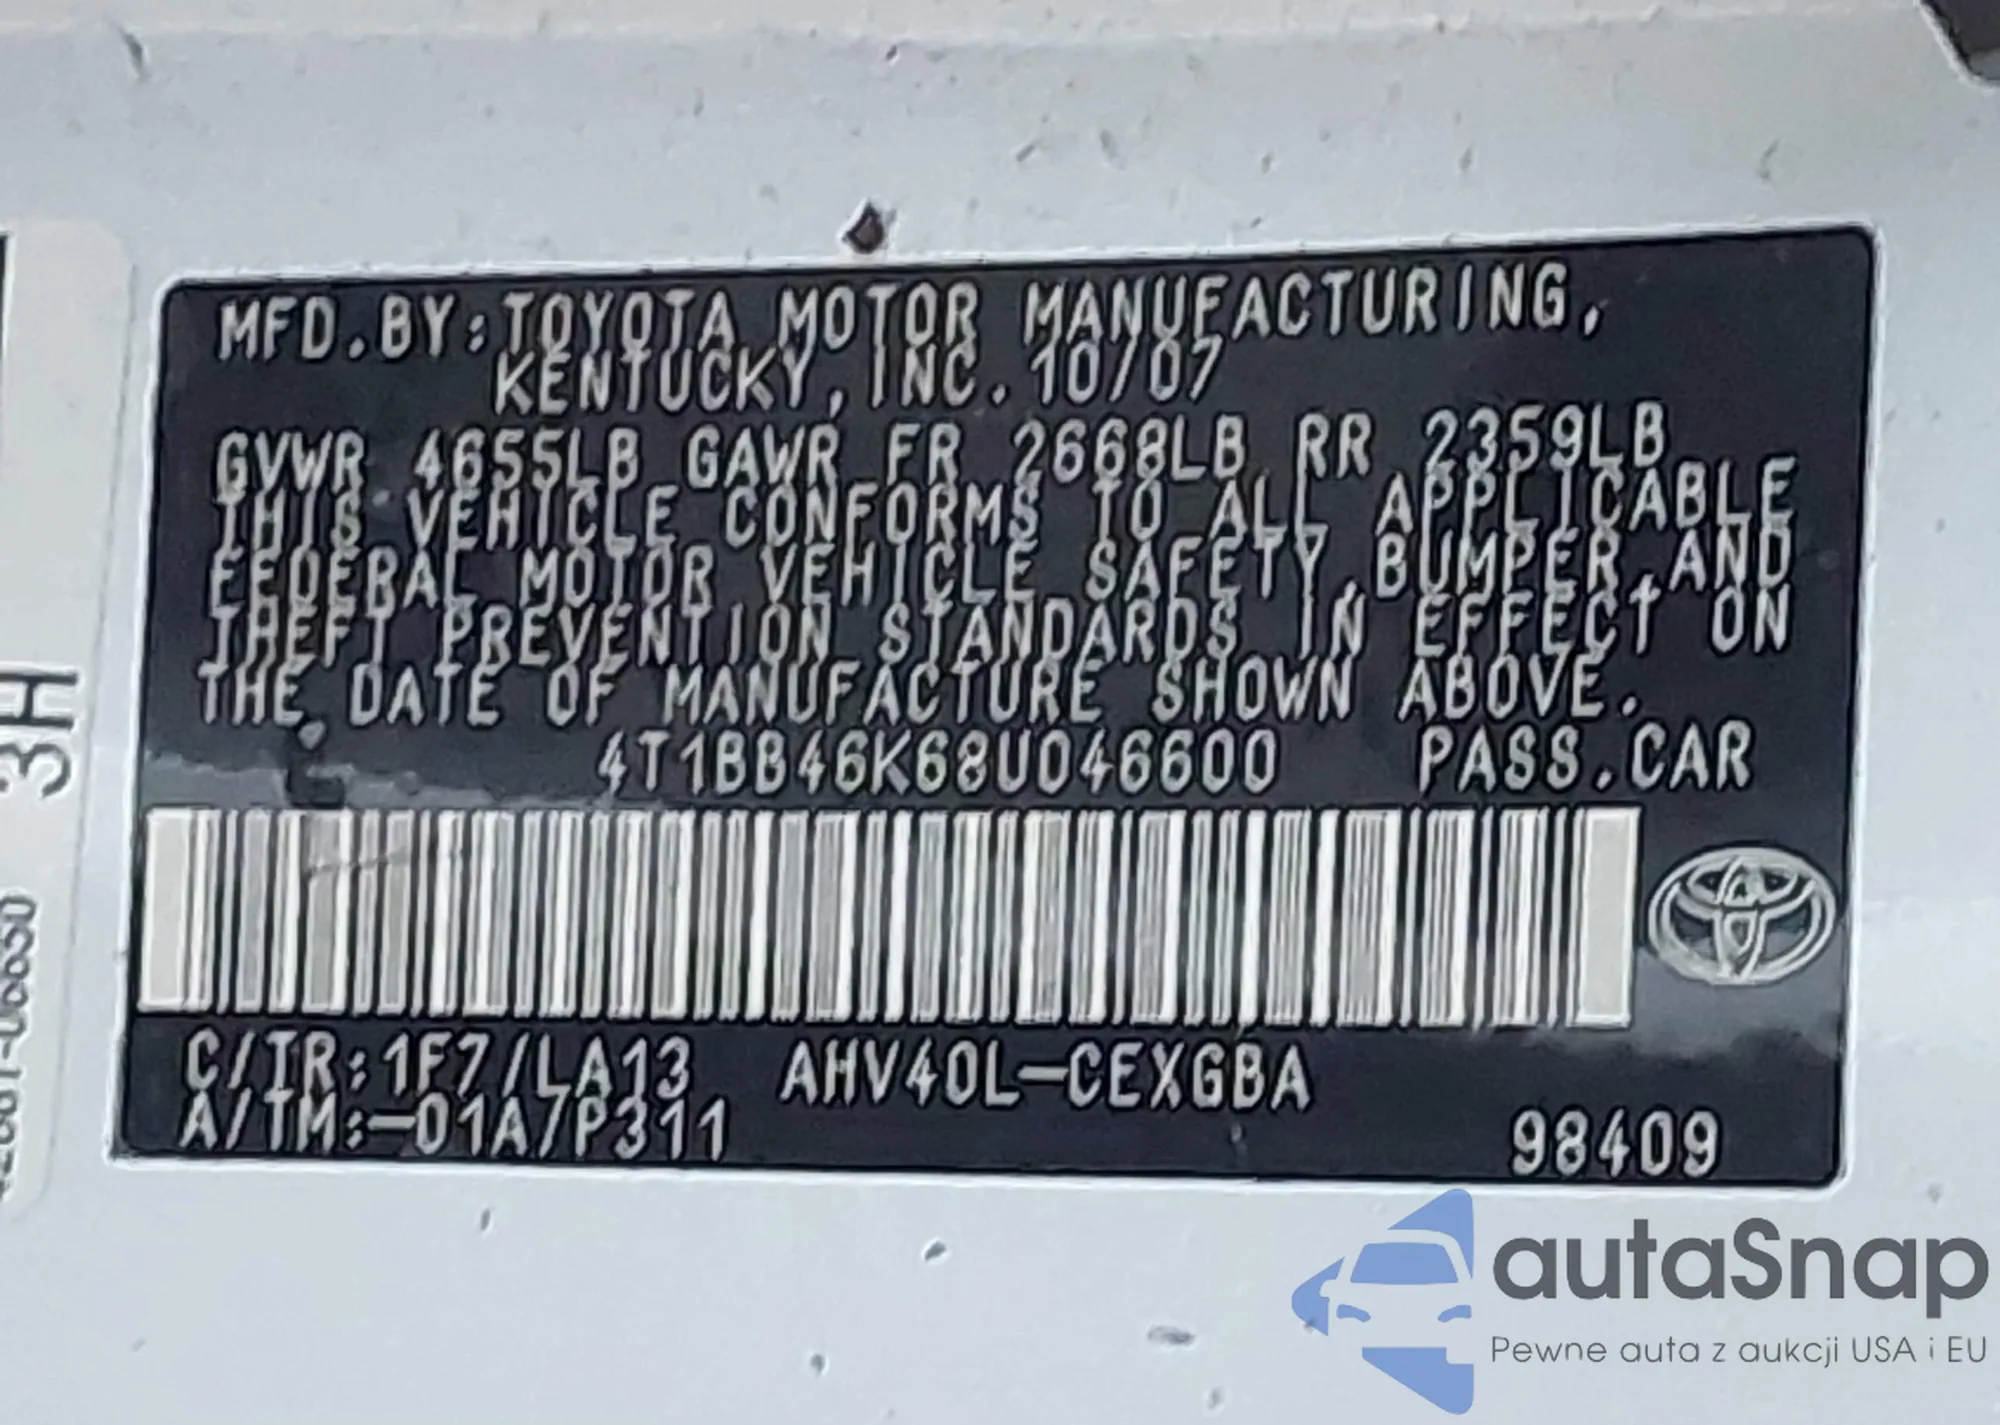 MFD.BY:TOYOTA MOTOR MANUFACTURING,
KENTUCKY, INC. 10/07
GVWR 4655LB GAWR FR 2668LB RR 2359LB
THIS VEHICLE CONFORMS TO ALL APPLICABLE
FEDERAL MOTOR VEHICLE SAFETY,BUMPER,AND
THEFT PREVENTION STANDARDS IN EFFECT ON
THE DATE OF MANUFACTURE SHOWN ABOVE.
4T1BB46K68U046600 PASS.CAR
C/TR:1F7/LA13 AHV40L-CEXGBA
A/TM:-01A/P311 98409
3H
autaSnap
Pewne auta z aukcji USA i EU